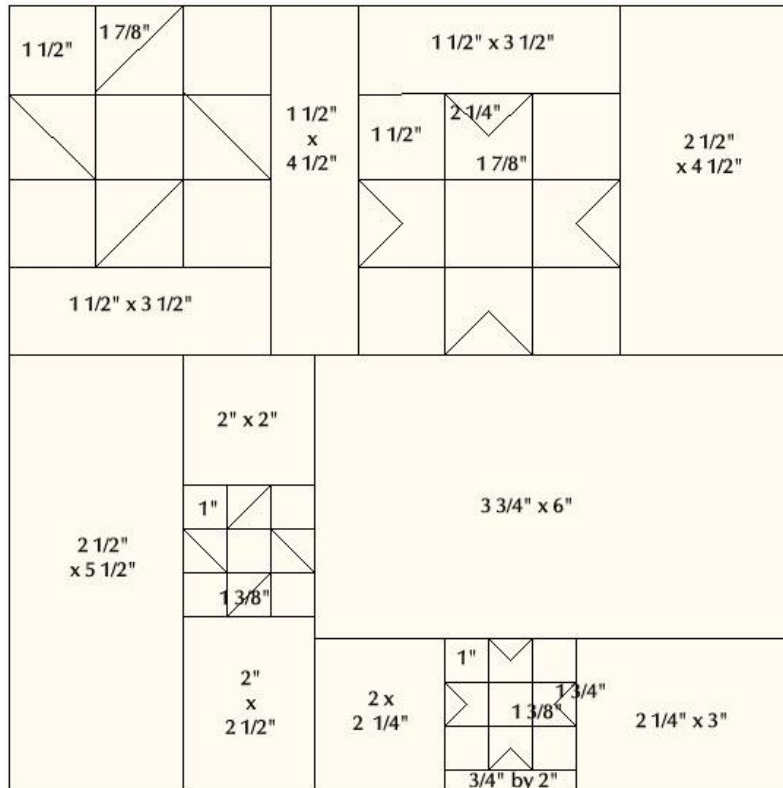 1 1/2"
1 7/8"
1 1/2"
x
4 1/2"
1 1/2" x 3 1/2"
1 1/2"
2 1/4"
1 7/8"
2 1/2"
x 4 1/2"
1 1/2" x 3 1/2"
2 1/2"
x 5 1/2"
2" x 2"
1"
1 3/8"
2"
x
2 1/2"
3 3/4" x 6"
2 x
2 1/4"
1"
1 3/4"
1 3/8"
3/4" by 2"
2 1/4" x 3"